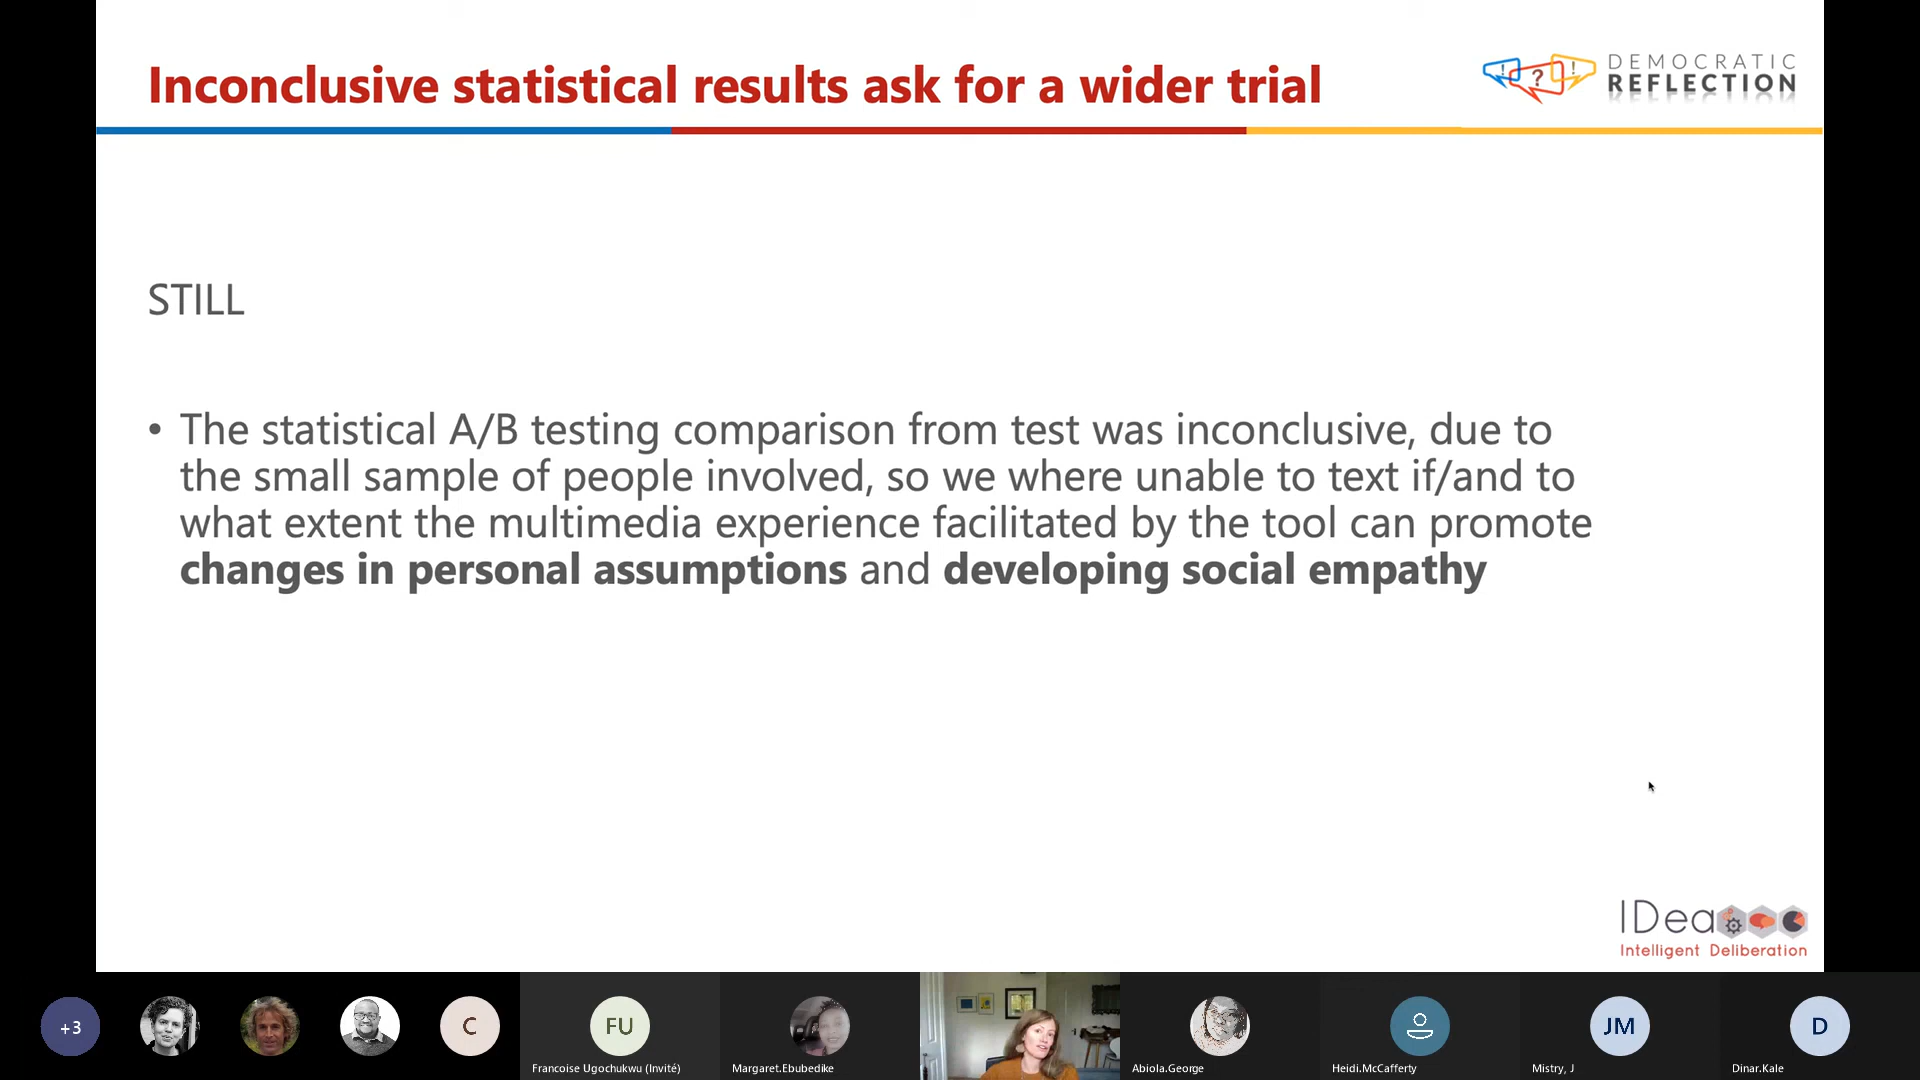 Inconclusive statistical results ask for a wider trial
! ? !
DEMOCRATIC
REFLECTION
STILL
• The statistical A/B testing comparison from test was inconclusive, due to
the small sample of people involved, so we where unable to text if/and to
what extent the multimedia experience facilitated by the tool can promote
changes in personal assumptions and developing social empathy
IDea
Intelligent Deliberation
+3
C
FU
JM
D
Francoise Ugochukwu (Invité)
Margaret.Ebubedike
Abiola.George
Heidi.McCafferty
Mistry, J
Dinar.Kale